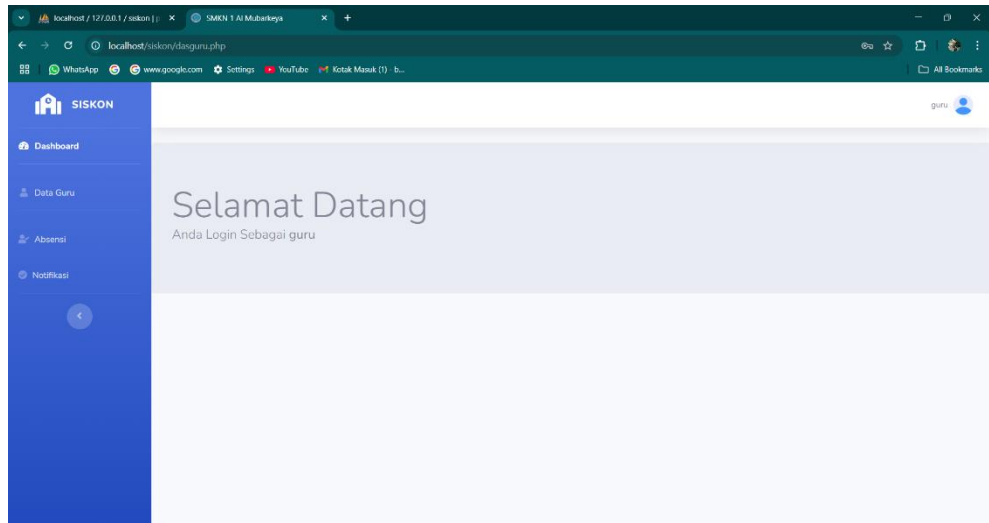 localhost / 127.0.0.1 / siskon | p
SMKN 1 Al Mubarkeya
localhost/siskon/dasguru.php
WhatsApp
www.google.com
Settings
YouTube
Kotak Masuk (1) - b...
All Bookmarks
SISKON
guru
Dashboard
Data Guru
Selamat Datang
Absensi
Anda Login Sebagai guru
Notifikasi